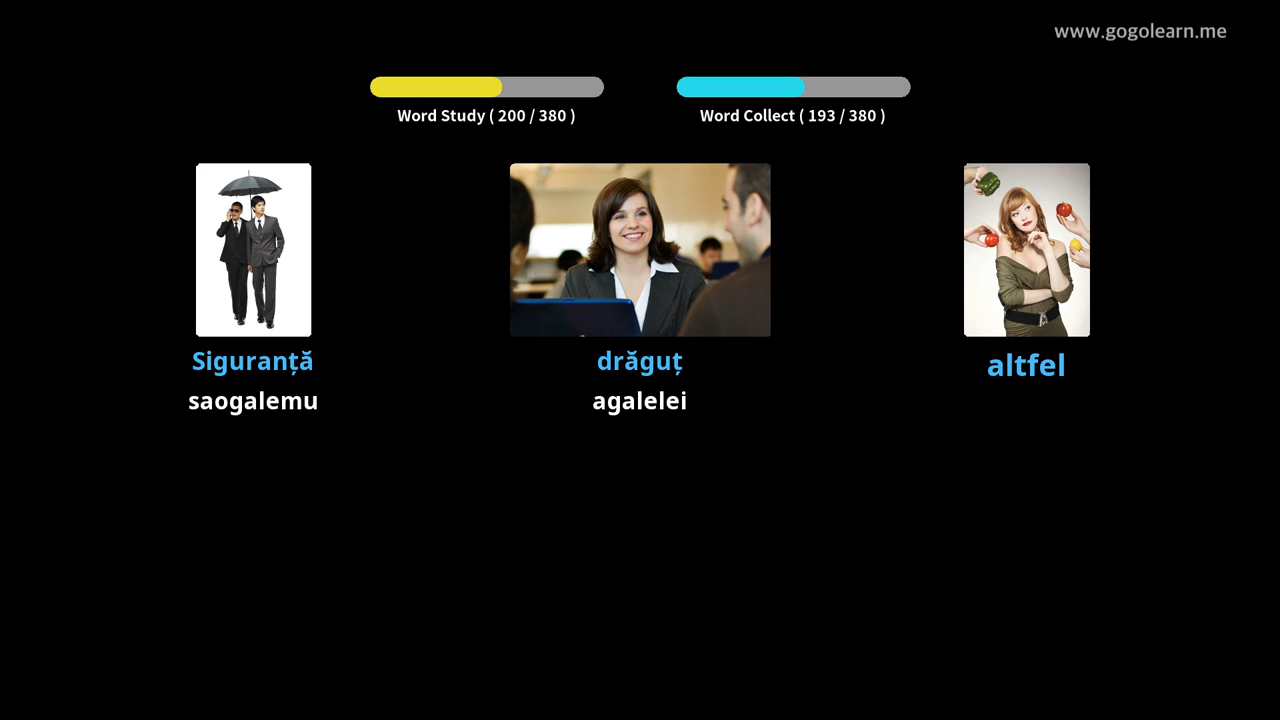 www.gogolearn.me
Word Study ( 200 / 380 )
Word Collect ( 193 / 380 )
Siguranță
saogalemu
drăguț
agalelei
altfel